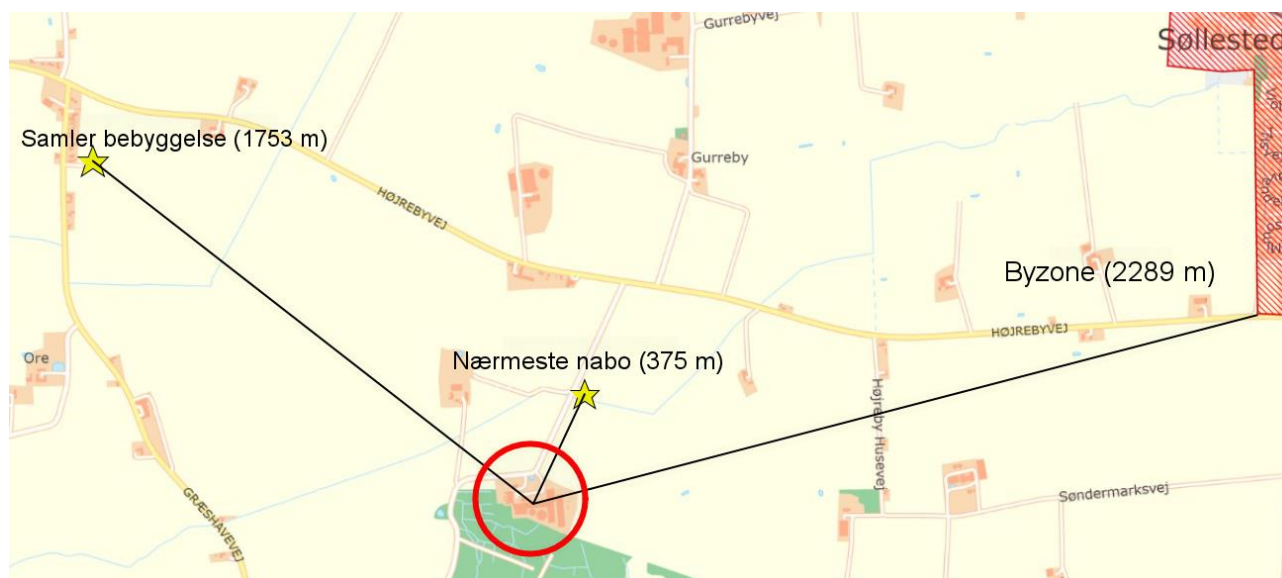 Gurrebyvej
Søllested
Samler bebyggelse (1753 m)
Gurreby
HØJREBYVEJ
Byzone (2289 m)
HØJREBYVEJ
Ore
Nærmeste nabo (375 m)
Højreby Husevej
GRÆSHAVEVEJ
Søndermarksvej